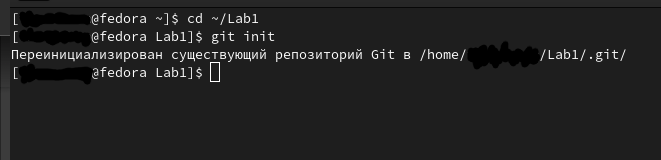 [@fedora ~]$ cd ~/Lab1
[@fedora Lab1]$ git init
Переинициализирован существующий репозиторий Git в /home//Lab1/.git/
[@fedora Lab1]$